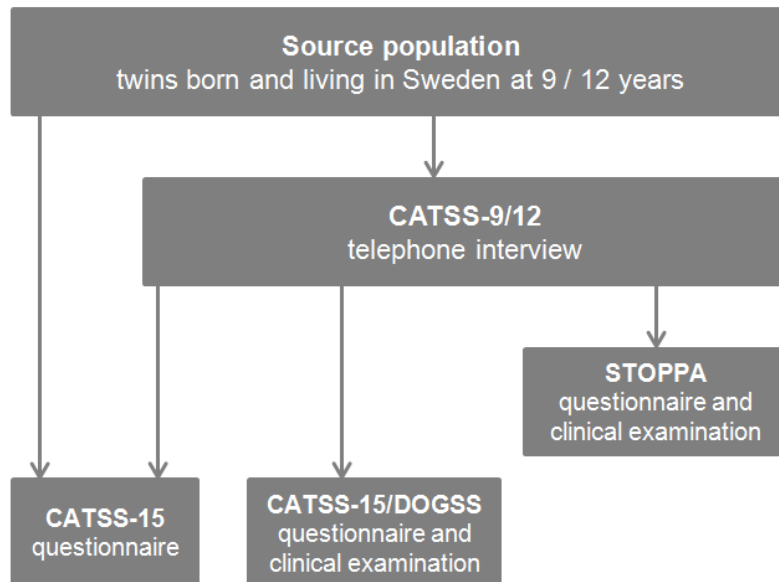 Source population
twins born and living in Sweden at 9 / 12 years
CATSS-9/12
telephone interview
STOPPA
questionnaire and
clinical examination
CATSS-15
questionnaire
CATSS-15/DOGSS
questionnaire and
clinical examination